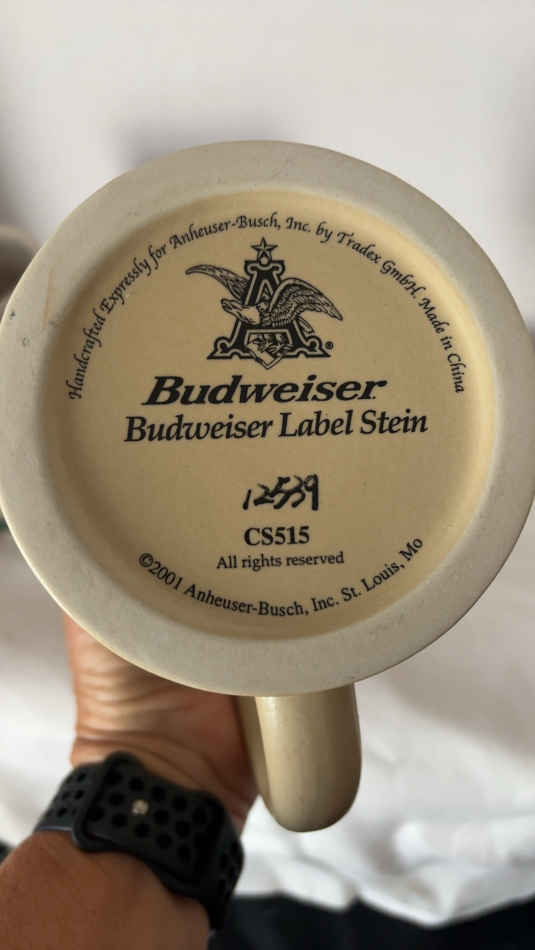 Handcrafted Expressly for Anheuser-Busch, Inc. by Tradex GmbH. Made in China
A
®
Budweiser
Budweiser Label Stein
12539
CS515
All rights reserved
©2001 Anheuser-Busch, Inc. St. Louis, Mo